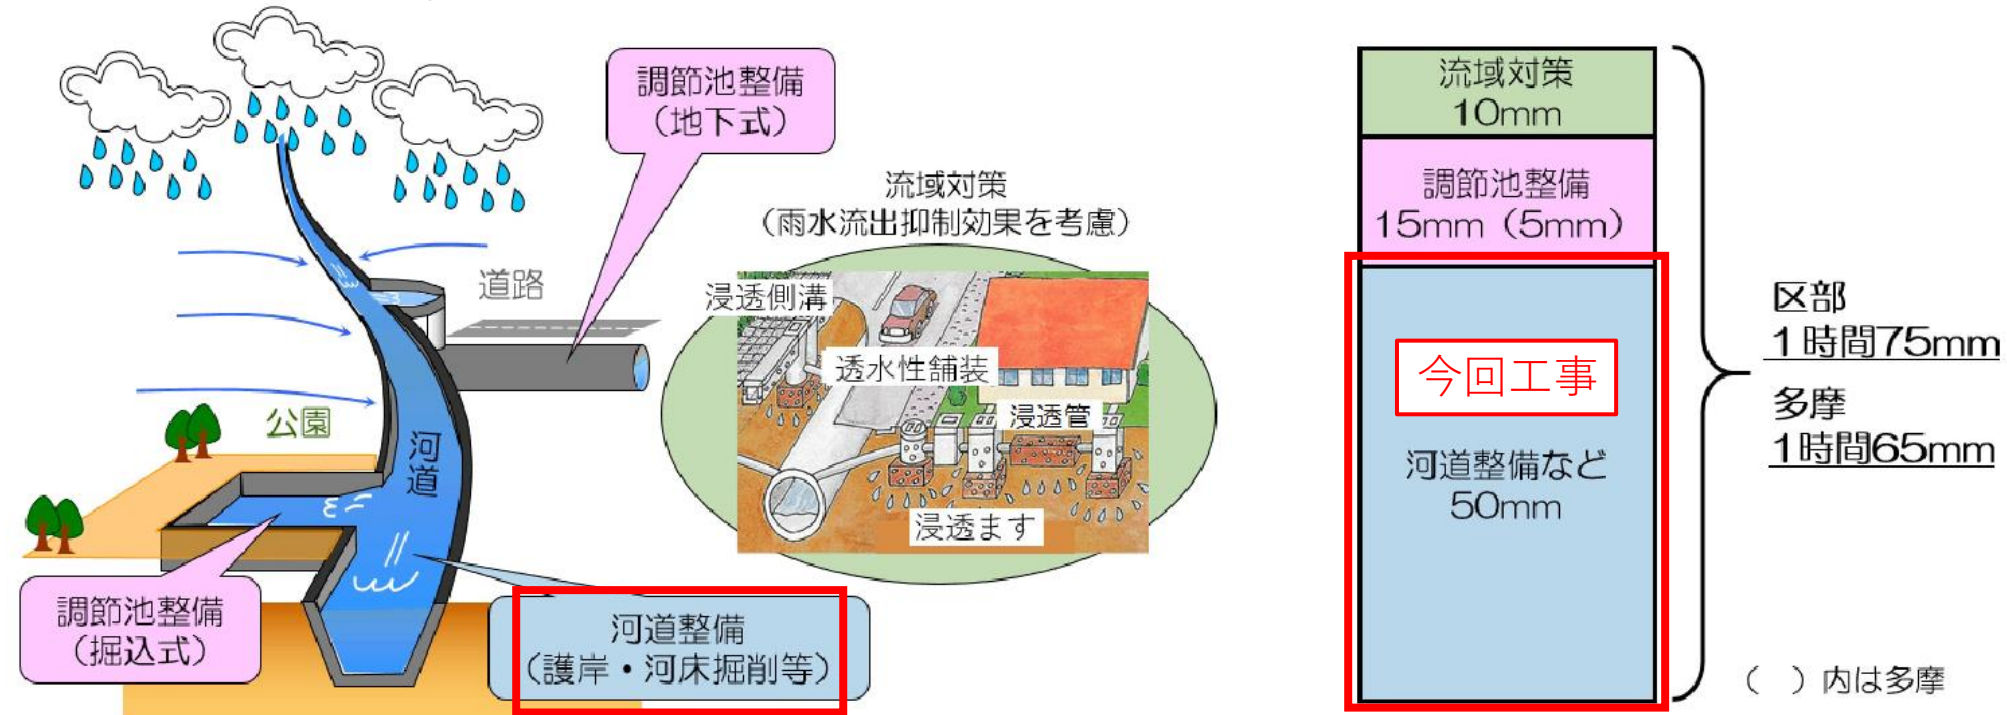 調節池整備
（地下式）
流域対策
（雨水流出抑制効果を考慮）
道路
浸透側溝
透水性舗装
浸透管
浸透ます
公園
河道
調節池整備
（掘込式）
河道整備
（護岸・河床掘削等）
流域対策
10mm
調節池整備
15mm（5mm）
今回工事
河道整備など
50mm
区部
1時間75mm
多摩
1時間65mm
（　）内は多摩